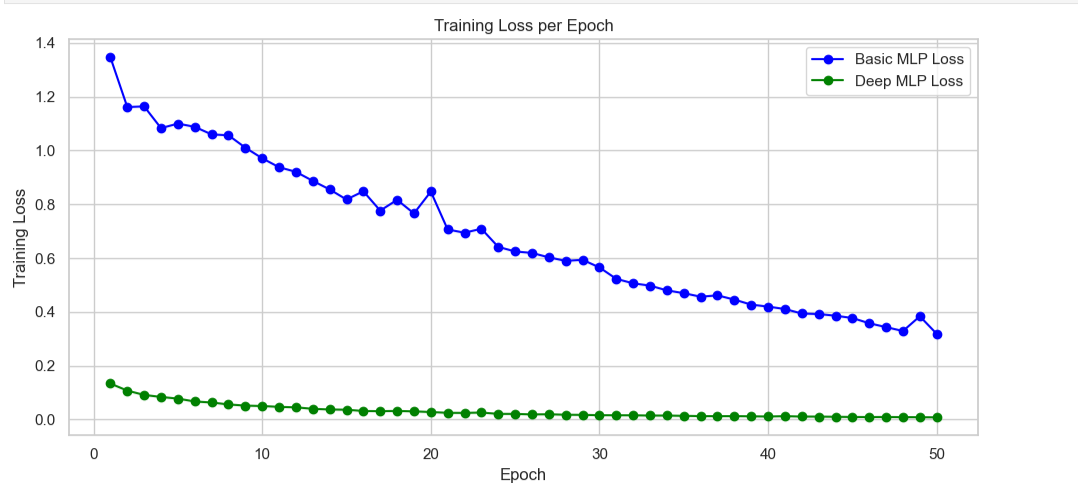 Training Loss per Epoch
Basic MLP Loss
Deep MLP Loss
Training Loss
1.4
1.2
1.0
0.8
0.6
0.4
0.2
0.0
0 10 20 30 40 50
Epoch